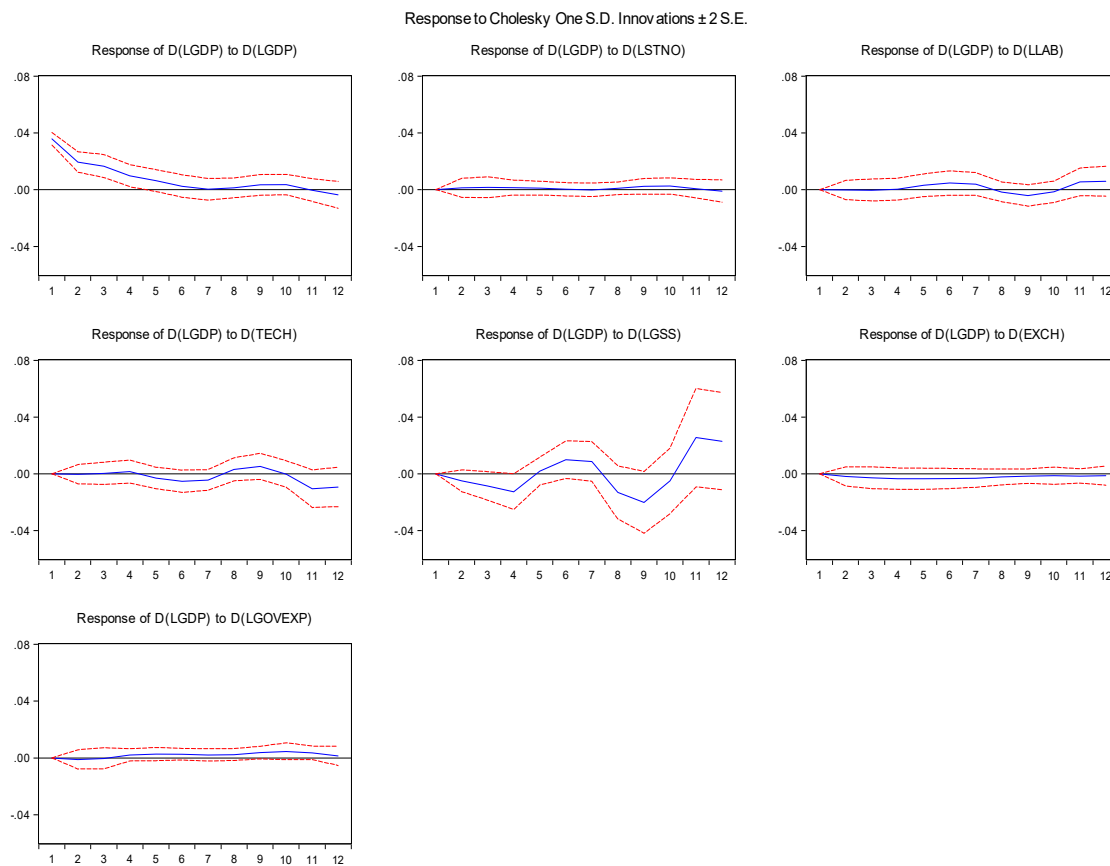 Response to Cholesky One S.D. Innovations ± 2 S.E.
Response of D(LGDP) to D(LGDP)
.08
.04
.00
-.04
1 2 3 4 5 6 7 8 9 10 11 12
Response of D(LGDP) to D(LSTNO)
.08
.04
.00
-.04
1 2 3 4 5 6 7 8 9 10 11 12
Response of D(LGDP) to D(LLAB)
.08
.04
.00
-.04
1 2 3 4 5 6 7 8 9 10 11 12
Response of D(LGDP) to D(TECH)
.08
.04
.00
-.04
1 2 3 4 5 6 7 8 9 10 11 12
Response of D(LGDP) to D(LGSS)
.08
.04
.00
-.04
1 2 3 4 5 6 7 8 9 10 11 12
Response of D(LGDP) to D(EXCH)
.08
.04
.00
-.04
1 2 3 4 5 6 7 8 9 10 11 12
Response of D(LGDP) to D(LGOVEXP)
.08
.04
.00
-.04
1 2 3 4 5 6 7 8 9 10 11 12